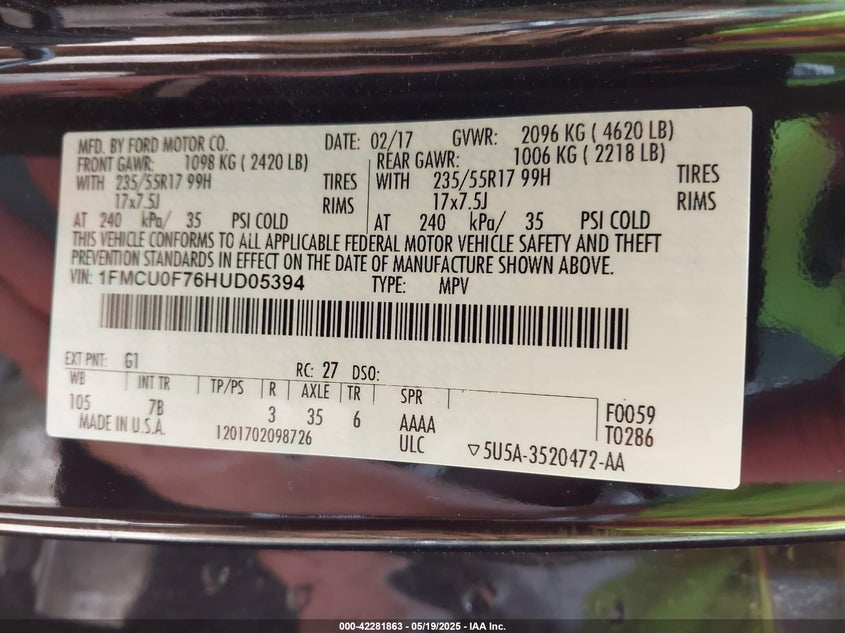 MFD. BY FORD MOTOR CO. DATE: 02/17 GVWR: 2096 KG ( 4620 LB)
FRONT GAWR: 1098 KG ( 2420 LB) REAR GAWR: 1006 KG ( 2218 LB)
WITH 235/55R17 99H TIRES WITH 235/55R17 99H TIRES
17x7.5J RIMS 17x7.5J RIMS
AT 240 kPa/ 35 PSI COLD AT 240 kPa/ 35 PSI COLD
THIS VEHICLE CONFORMS TO ALL APPLICABLE FEDERAL MOTOR VEHICLE SAFETY AND THEFT
PREVENTION STANDARDS IN EFFECT ON THE DATE OF MANUFACTURE SHOWN ABOVE.
VIN: 1FMCU0F76HUD05394 TYPE: MPV
EXT PNT: G1 RC: 27 DSO:
WB INT TR TP/PS R AXLE TR SPR
105 7B 3 35 6 AAAA F0059
MADE IN U.S.A. 1201702098726 ULC ▽5U5A-3520472-AA T0286
000-42281863 — 05/19/2025 — IAA Inc.